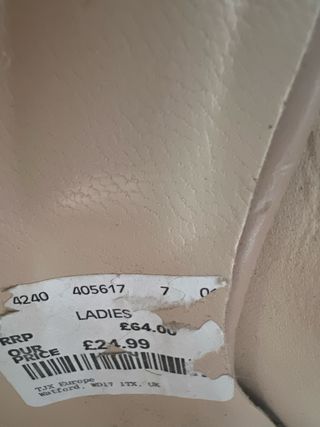 4240 405617 7
LADIES
RRP £64.00
OUR PRICE £24.99
TJX Europe
Watford, WD17 1TX, UK